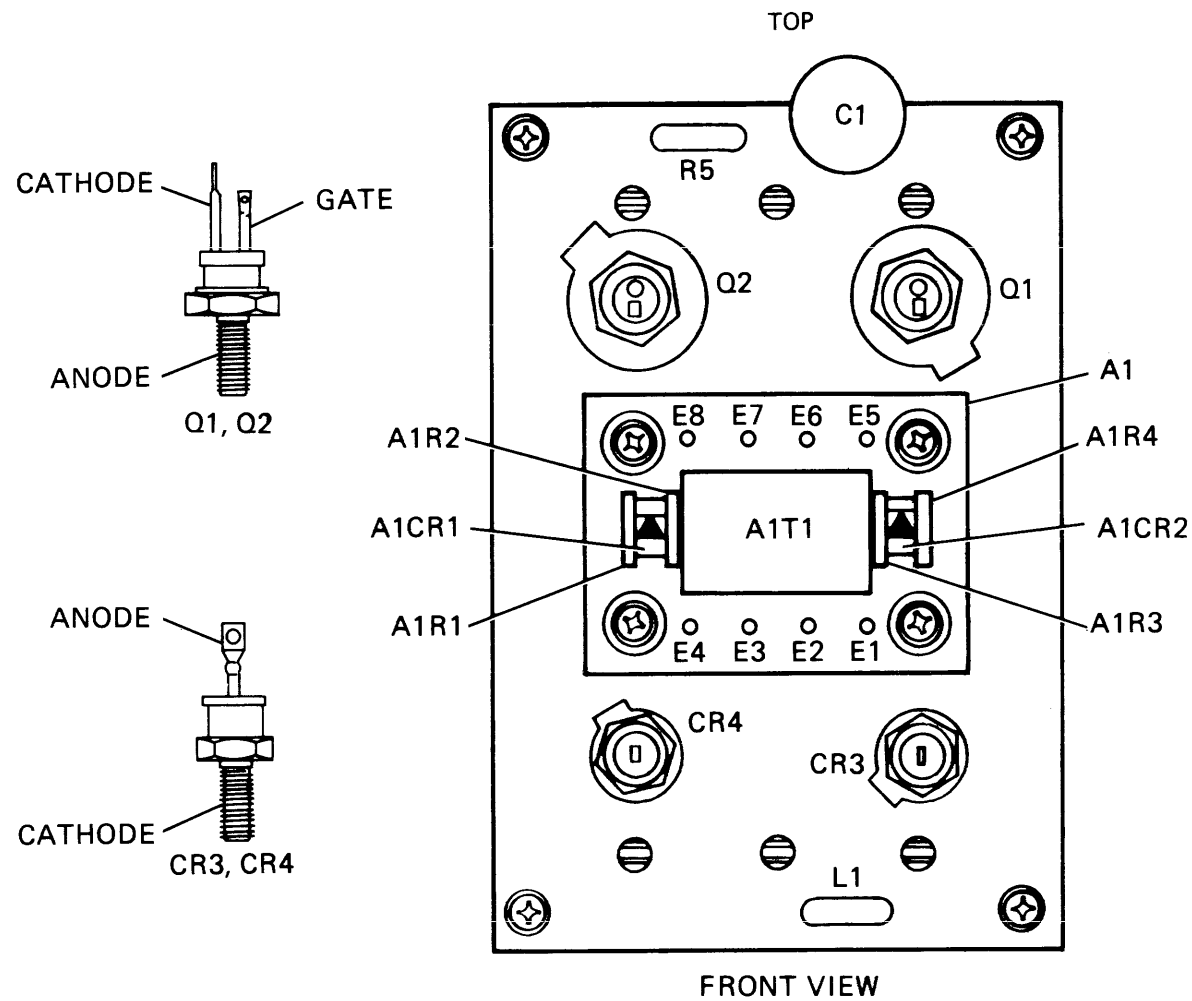 TOP
C1
R5
CATHODE
GATE
Q2
Q1
ANODE
Q1, Q2
A1
E8 E7 E6 E5
A1R2
A1R4
A1CR1
A1T1
A1CR2
A1R1
A1R3
E4 E3 E2 E1
ANODE
CR4
CR3
CATHODE
CR3, CR4
L1
FRONT VIEW